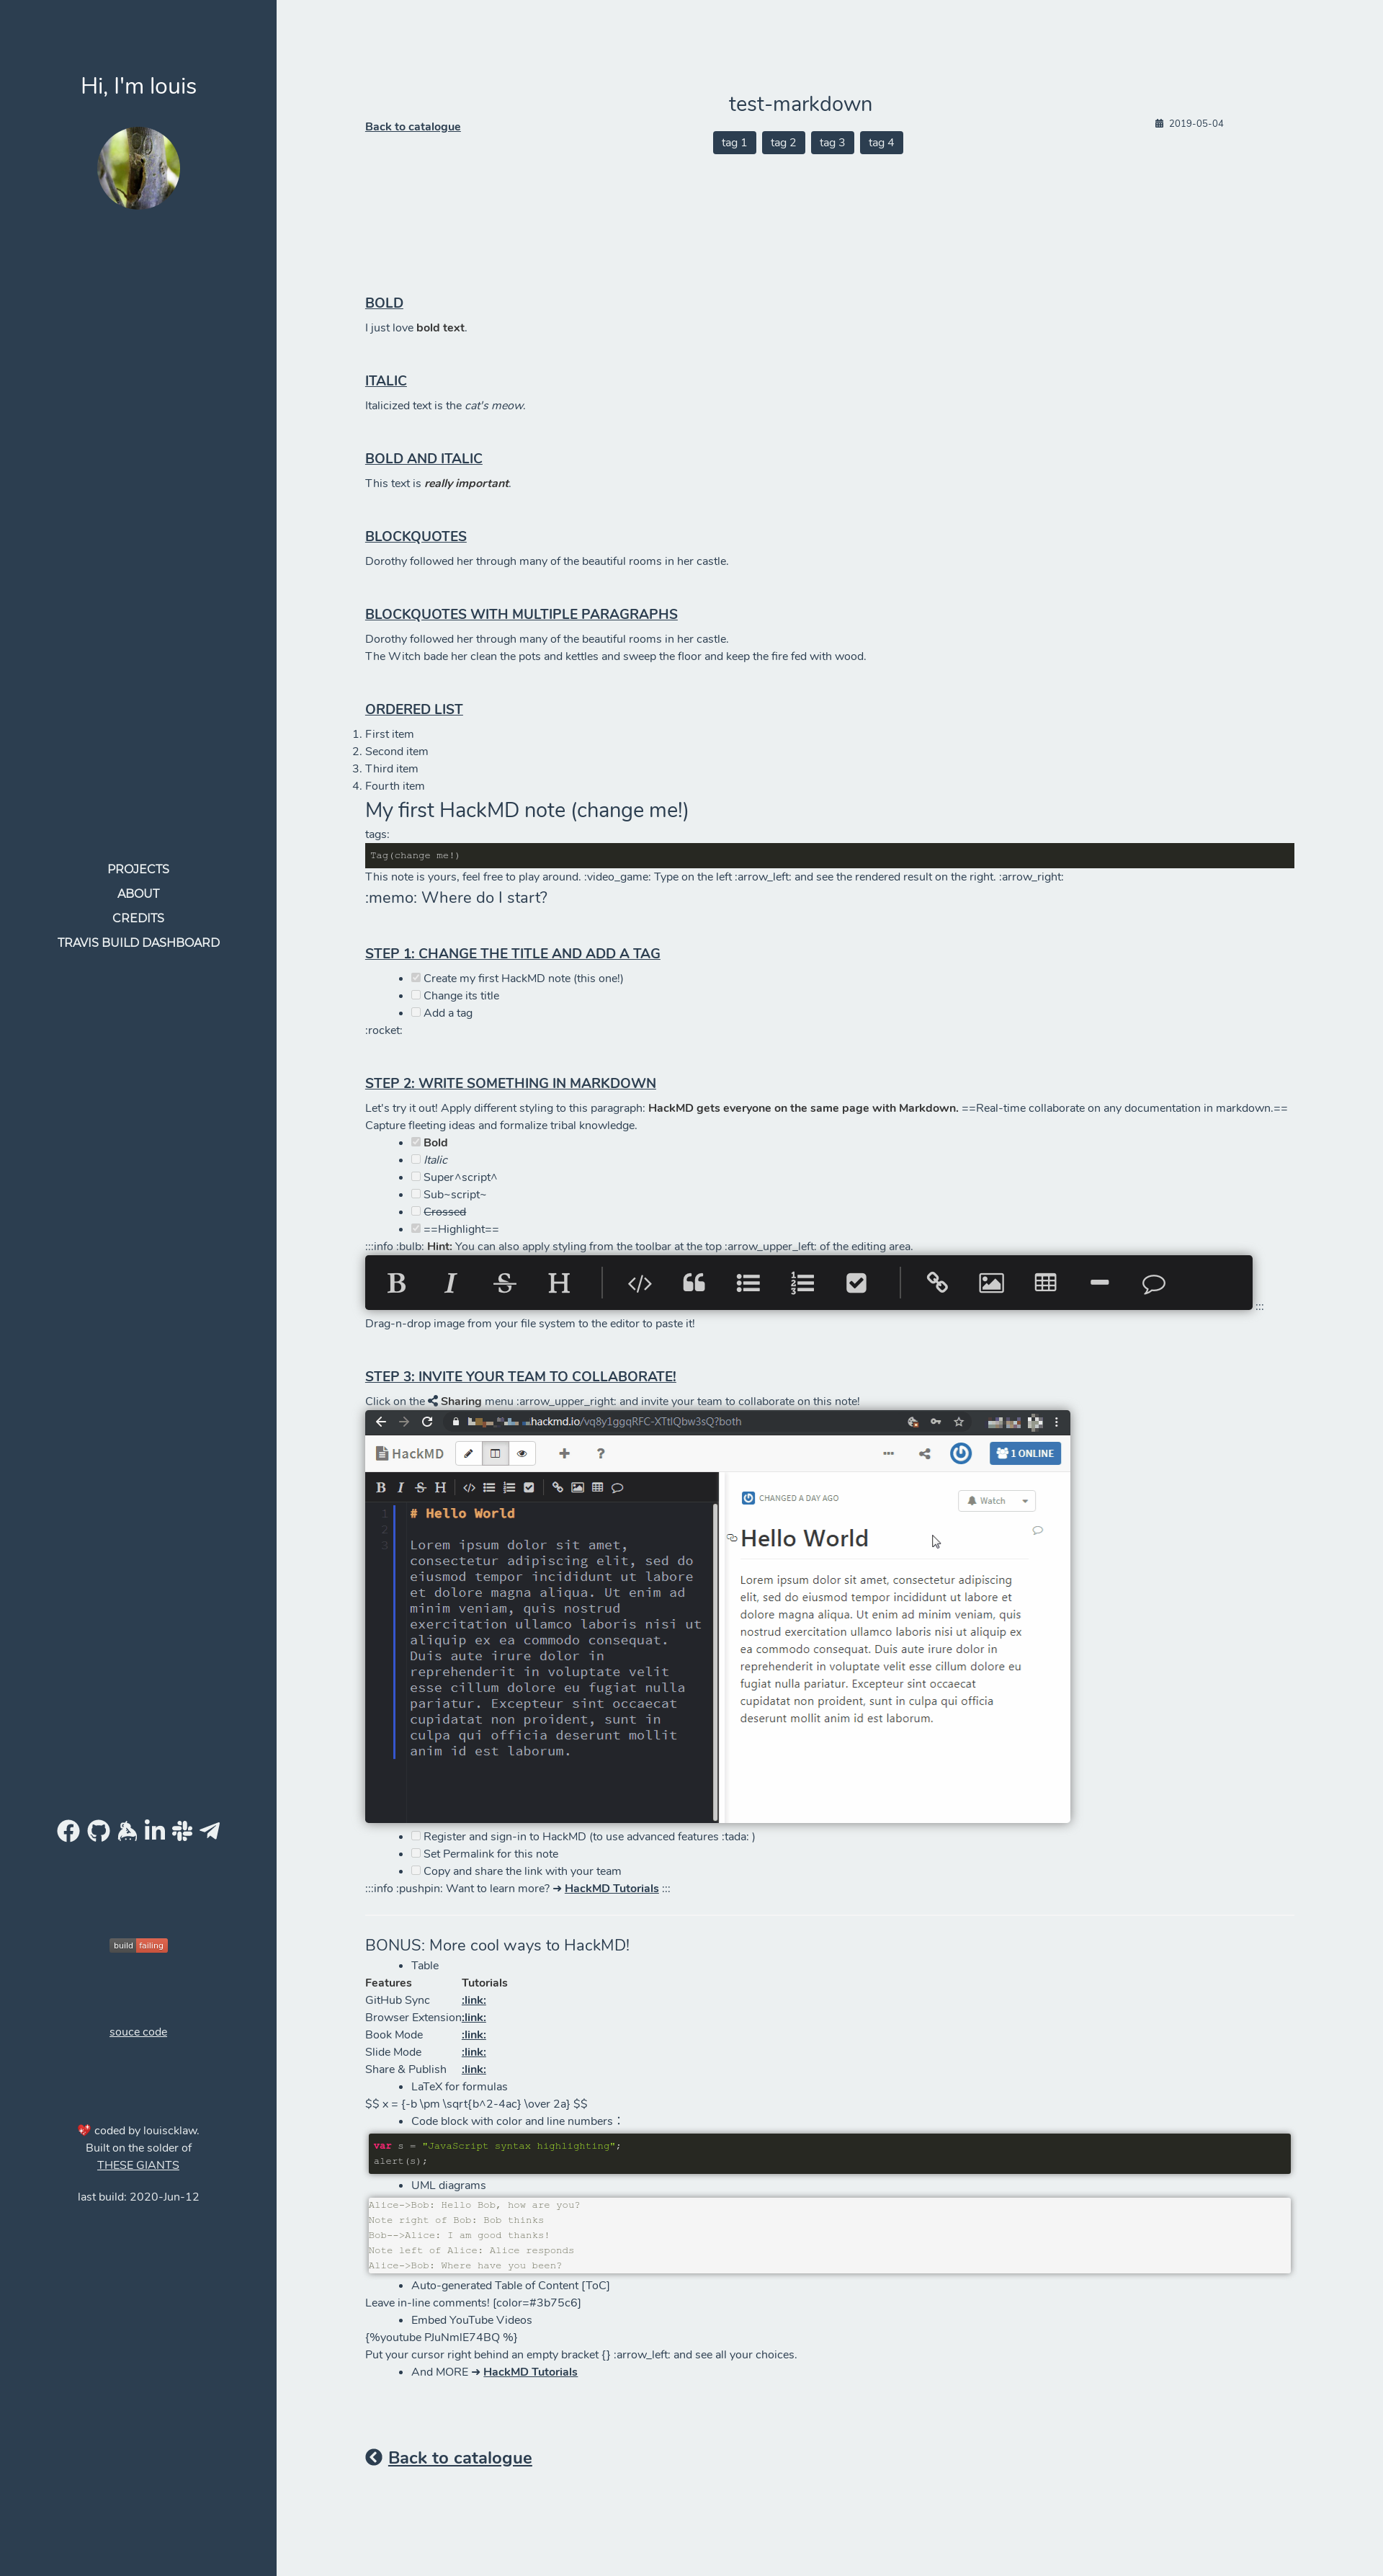 Hi, I'm louis
PROJECTS
ABOUT
CREDITS
TRAVIS BUILD DASHBOARD
build failing
souce code
💖 coded by louiscklaw.
Built on the solder of
THESE GIANTS
last build: 2020-Jun-12
Back to catalogue
test-markdown
tag 1 tag 2 tag 3 tag 4
2019-05-04
BOLD
I just love bold text.
ITALIC
Italicized text is the cat's meow.
BOLD AND ITALIC
This text is really important.
BLOCKQUOTES
Dorothy followed her through many of the beautiful rooms in her castle.
BLOCKQUOTES WITH MULTIPLE PARAGRAPHS
Dorothy followed her through many of the beautiful rooms in her castle.
The Witch bade her clean the pots and kettles and sweep the floor and keep the fire fed with wood.
ORDERED LIST
1. First item
2. Second item
3. Third item
4. Fourth item
My first HackMD note (change me!)
tags:
Tag(change me!)
This note is yours, feel free to play around. :video_game: Type on the left :arrow_left: and see the rendered result on the right. :arrow_right:
:memo: Where do I start?
STEP 1: CHANGE THE TITLE AND ADD A TAG
• Create my first HackMD note (this one!)
• Change its title
• Add a tag
:rocket:
STEP 2: WRITE SOMETHING IN MARKDOWN
Let's try it out! Apply different styling to this paragraph: HackMD gets everyone on the same page with Markdown. ==Real-time collaborate on any documentation in markdown.==
Capture fleeting ideas and formalize tribal knowledge.
• Bold
• Italic
• Super^script^
• Sub~script~
• Crossed
• ==Highlight==
:::info :bulb: Hint: You can also apply styling from the toolbar at the top :arrow_upper_left: of the editing area.
B I S H </> 1 2 3 :::
Drag-n-drop image from your file system to the editor to paste it!
STEP 3: INVITE YOUR TEAM TO COLLABORATE!
Click on the Sharing menu :arrow_upper_right: and invite your team to collaborate on this note!
.hackmd.io/vq8y1ggqRFC-XTtlQbw3sQ?both
HackMD + ? 1 ONLINE
B I S H </>
1 # Hello World
2
3 Lorem ipsum dolor sit amet,
consectetur adipiscing elit, sed do
eiusmod tempor incididunt ut labore
et dolore magna aliqua. Ut enim ad
minim veniam, quis nostrud
exercitation ullamco laboris nisi ut
aliquip ex ea commodo consequat.
Duis aute irure dolor in
reprehenderit in voluptate velit
esse cillum dolore eu fugiat nulla
pariatur. Excepteur sint occaecat
cupidatat non proident, sunt in
culpa qui officia deserunt mollit
anim id est laborum.
CHANGED A DAY AGO
Watch
Hello World
Lorem ipsum dolor sit amet, consectetur adipiscing
elit, sed do eiusmod tempor incididunt ut labore et
dolore magna aliqua. Ut enim ad minim veniam, quis
nostrud exercitation ullamco laboris nisi ut aliquip ex
ea commodo consequat. Duis aute irure dolor in
reprehenderit in voluptate velit esse cillum dolore eu
fugiat nulla pariatur. Excepteur sint occaecat
cupidatat non proident, sunt in culpa qui officia
deserunt mollit anim id est laborum.
• Register and sign-in to HackMD (to use advanced features :tada: )
• Set Permalink for this note
• Copy and share the link with your team
:::info :pushpin: Want to learn more? ➜ HackMD Tutorials :::
BONUS: More cool ways to HackMD!
• Table
Features Tutorials
GitHub Sync :link:
Browser Extension :link:
Book Mode :link:
Slide Mode :link:
Share & Publish :link:
• LaTeX for formulas
$$ x = {-b \pm \sqrt{b^2-4ac} \over 2a} $$
• Code block with color and line numbers：
var s = "JavaScript syntax highlighting";
alert(s);
• UML diagrams
Alice->Bob: Hello Bob, how are you?
Note right of Bob: Bob thinks
Bob-->Alice: I am good thanks!
Note left of Alice: Alice responds
Alice->Bob: Where have you been?
• Auto-generated Table of Content [ToC]
Leave in-line comments! [color=#3b75c6]
• Embed YouTube Videos
{%youtube PJuNmlE74BQ %}
Put your cursor right behind an empty bracket {} :arrow_left: and see all your choices.
• And MORE ➜ HackMD Tutorials
Back to catalogue